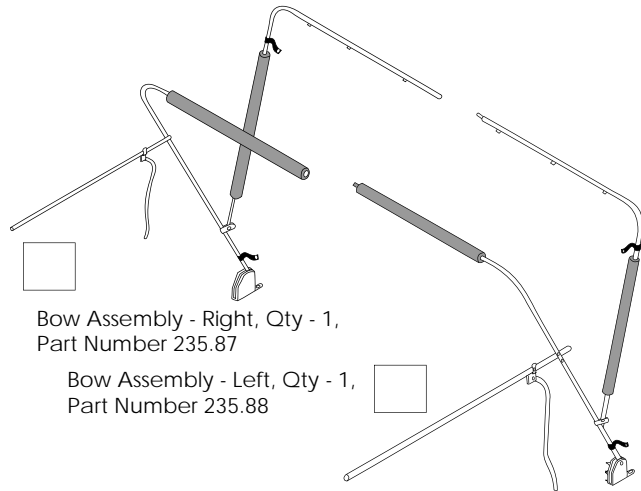 Bow Assembly - Right, Qty - 1,
Part Number 235.87
Bow Assembly - Left, Qty - 1,
Part Number 235.88